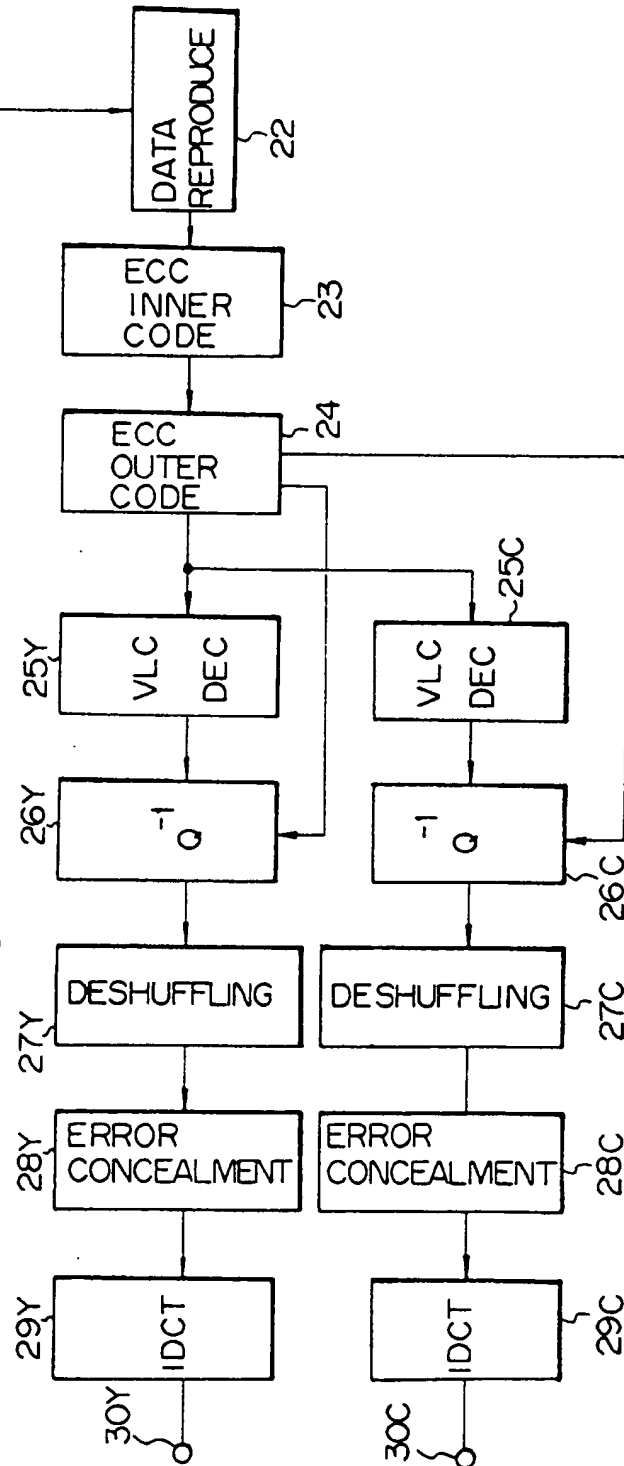 DATA
REPRODUCE
22
ECC
INNER
CODE
23
ECC
OUTER
CODE
24
25Y
VLC
DEC
26Y
Q⁻¹
27Y
DESHUFFLING
28Y
ERROR
CONCEALMENT
29Y
IDCT
30Y
VLC
DEC
25C
Q⁻¹
26C
DESHUFFLING
27C
ERROR
CONCEALMENT
28C
IDCT
29C
30C